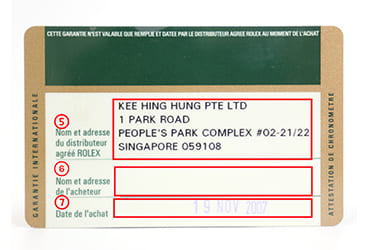 CETTE GARANTIE N'EST VALABLE QUE REMPLIE ET DATEE PAR LE DISTRIBUTEUR AGREE ROLEX AU MOMENT DE L'ACHAT
GARANTIE INTERNATIONALE
5
Nom et adresse
du distributeur
agréé ROLEX
KEE HING HUNG PTE LTD
1 PARK ROAD
PEOPLE'S PARK COMPLEX #02-21/22
SINGAPORE 059108
6
Nom et adresse
de l'acheteur
7
Date de l'achat
19 NOV 2007
ATTESTATION DE CHRONOMETRE